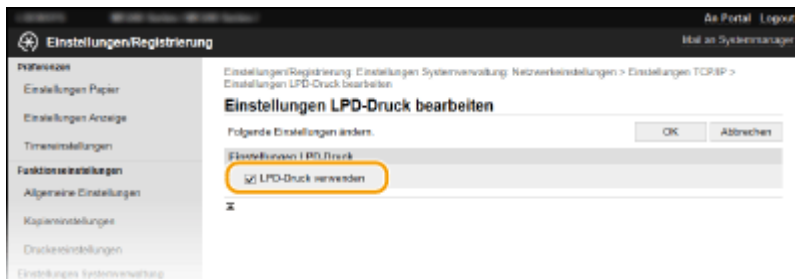 An Portal Logout
Einstellungen/Registrierung
Mail an Systemmanager
Präferenzen
Einstellungen Papier
Einstellungen Anzeige
Timereinstellungen
Funktionseinstellungen
Allgemeine Einstellungen
Kopiereinstellungen
Druckereinstellungen
Einstellungen Systemverwaltung
Einstellungen/Registrierung: Einstellungen Systemverwaltung: Netzwerkeinstellungen > Einstellungen TCP/IP >
Einstellungen LPD-Druck bearbeiten
Einstellungen LPD-Druck bearbeiten
Folgende Einstellungen ändern.
OK Abbrechen
Einstellungen LPD-Druck
LPD-Druck verwenden